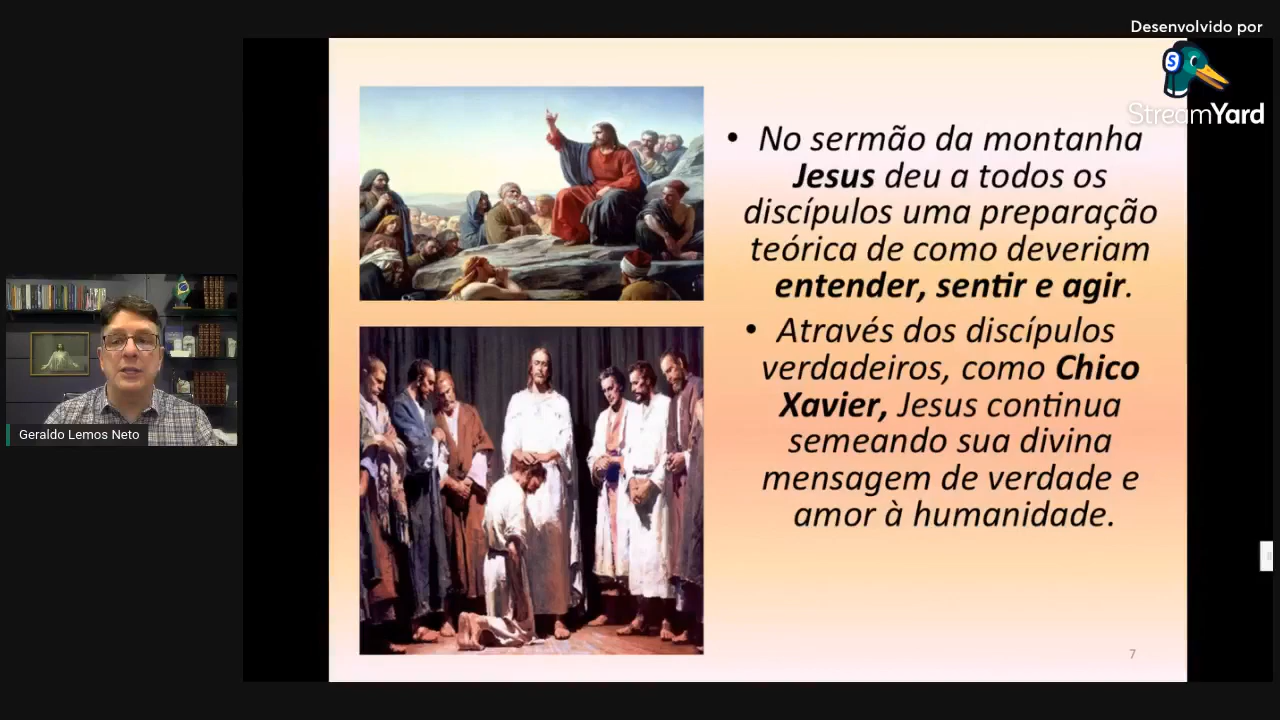 Desenvolvido por
StreamYard
• No sermão da montanha
Jesus deu a todos os
discípulos uma preparação
teórica de como deveriam
entender, sentir e agir.
• Através dos discípulos
verdadeiros, como Chico
Xavier, Jesus continua
semeando sua divina
mensagem de verdade e
amor à humanidade.
7
Geraldo Lemos Neto